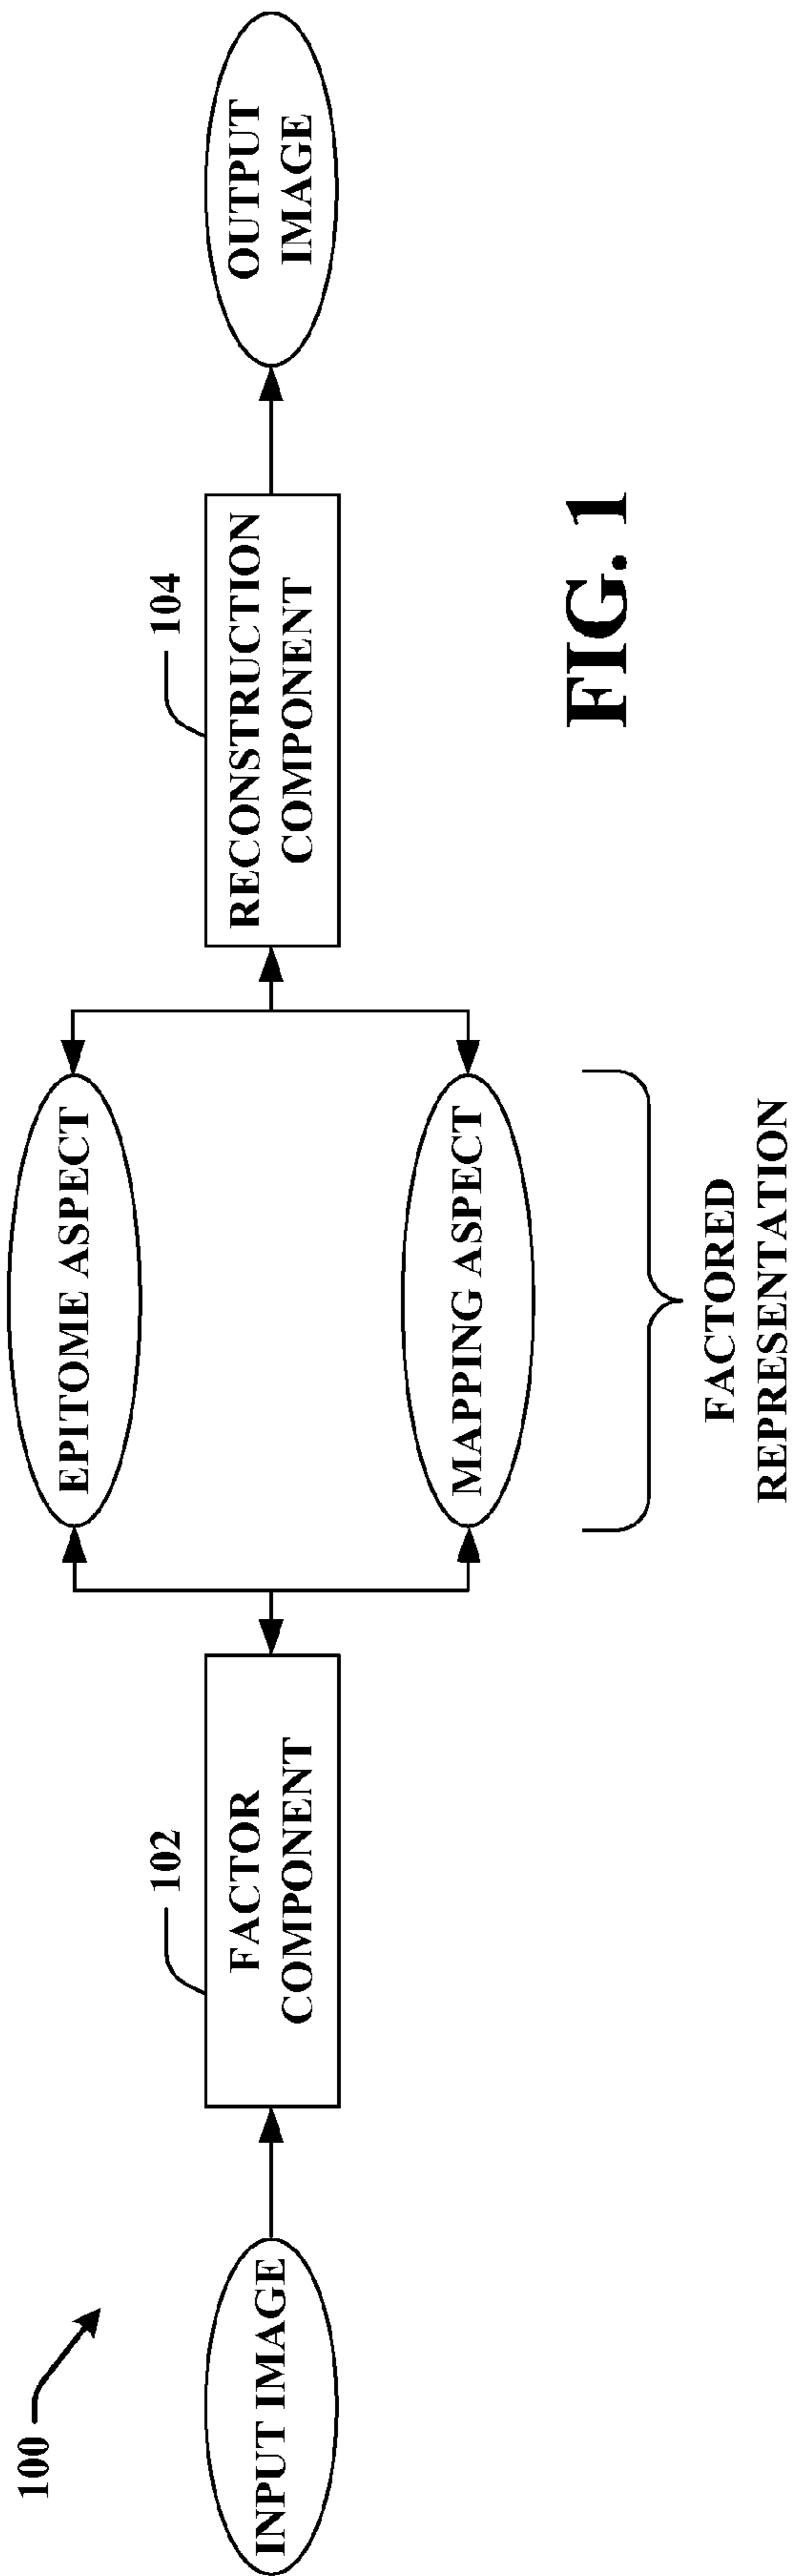 100
INPUT IMAGE
102
FACTOR
COMPONENT
EPITOME ASPECT
MAPPING ASPECT
FACTORED
REPRESENTATION
104
RECONSTRUCTION
COMPONENT
OUTPUT
IMAGE
FIG. 1